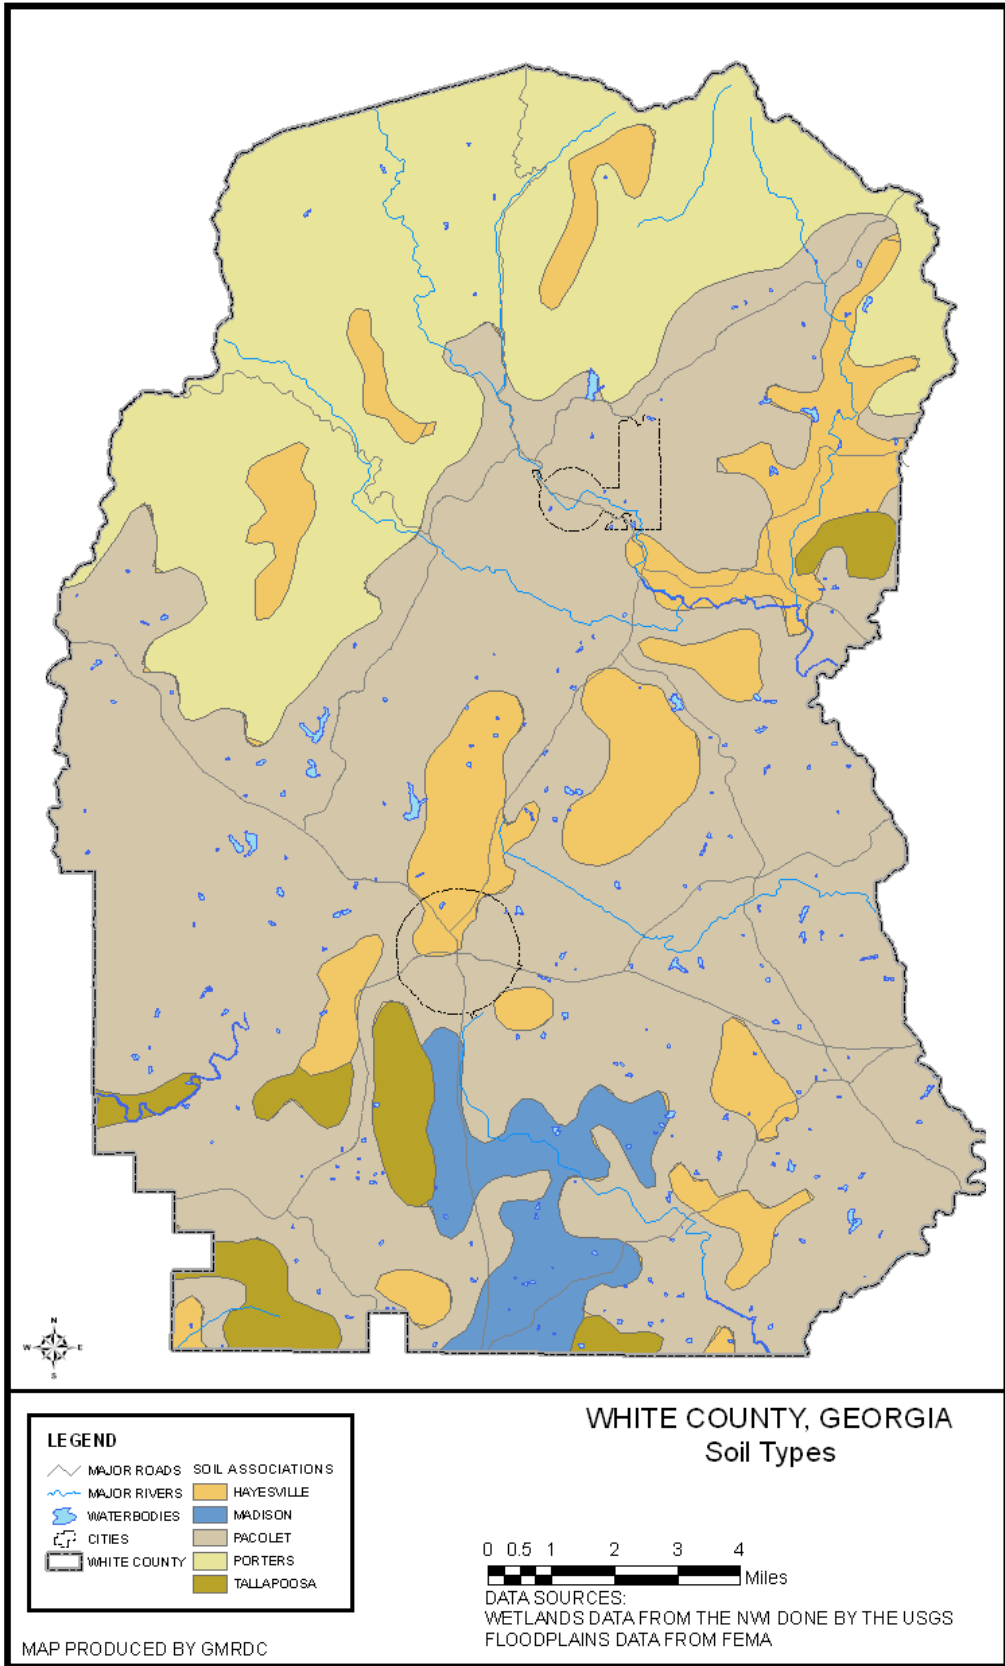 N
W E
S
WHITE COUNTY, GEORGIA
Soil Types
LEGEND
MAJOR ROADS SOIL ASSOCIATIONS
MAJOR RIVERS HAYESVILLE
WATERBODIES MADISON
CITIES PACOLET
WHITE COUNTY PORTERS
TALLAPOOSA
0 0.5 1 2 3 4
Miles
DATA SOURCES:
WETLANDS DATA FROM THE NWI DONE BY THE USGS
FLOODPLAINS DATA FROM FEMA
MAP PRODUCED BY GMRDC